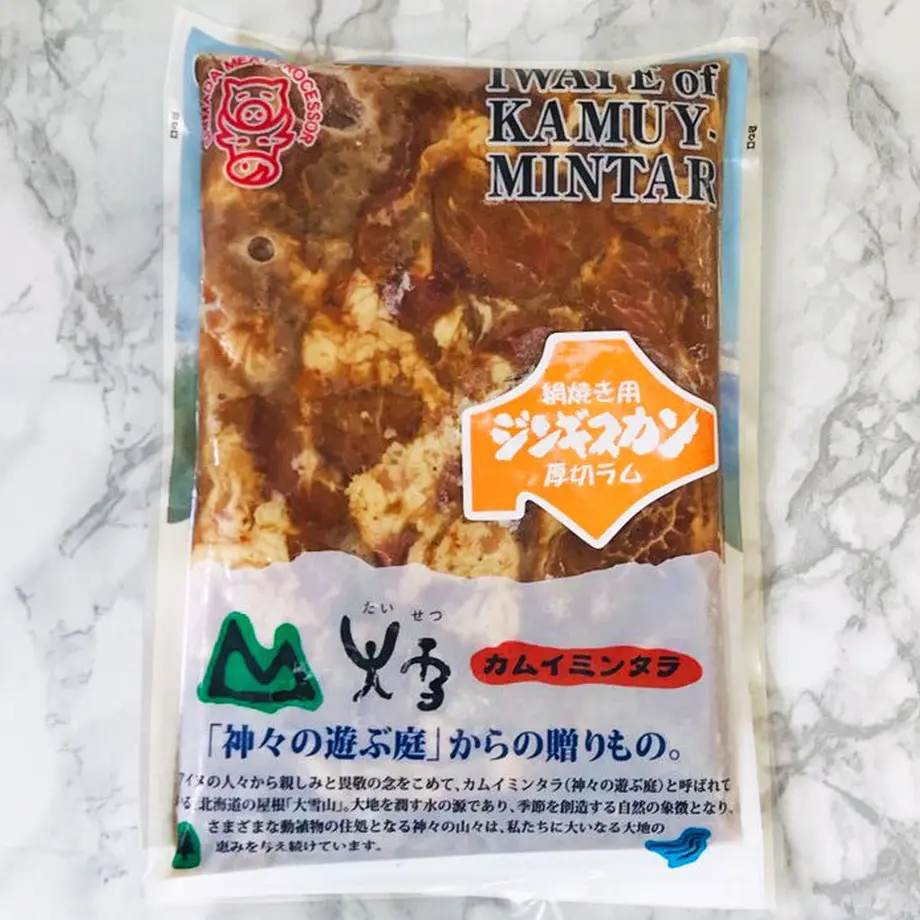 YAMADA MEAT PROCESSOR
IWATE of
KAMUY・
MINTAR
網焼き用
ジンギスカン
厚切ラム
たい せつ
大雪
カムイミンタラ
「神々の遊ぶ庭」からの贈りもの。
アイヌの人々から親しみと畏敬の念をこめて、カムイミンタラ（神々の遊ぶ庭）と呼ばれて
る、北海道の屋根「大雪山」。大地を潤す水の源であり、季節を創造する自然の象徴となり、
さまざまな動植物の住処となる神々の山々は、私たちに大いなる大地の
恵みを与え続けています。